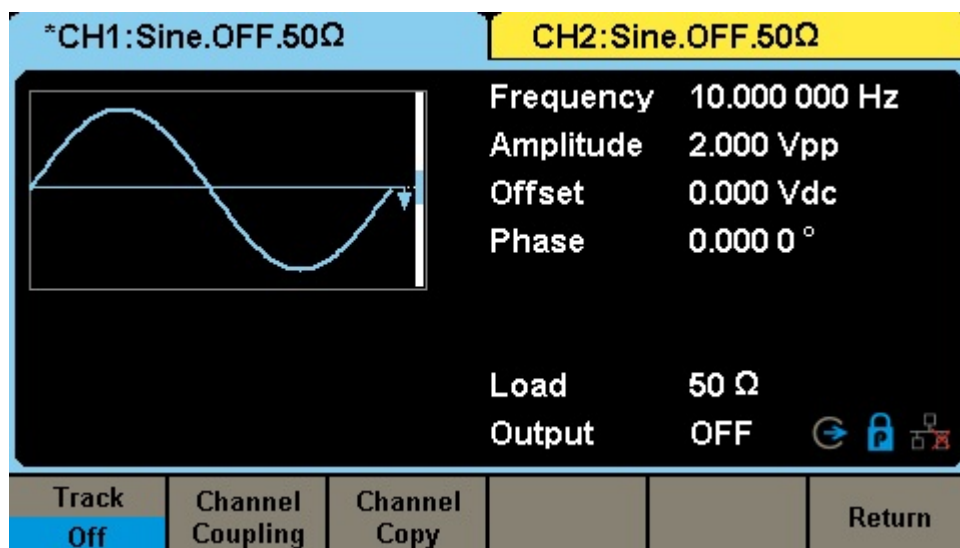 *CH1:Sine.OFF.50Ω
CH2:Sine.OFF.50Ω
Frequency 10.000 000 Hz
Amplitude 2.000 Vpp
Offset 0.000 Vdc
Phase 0.000 0 °
Load 50 Ω
Output OFF P
Track
Off
Channel
Coupling
Channel
Copy
Return